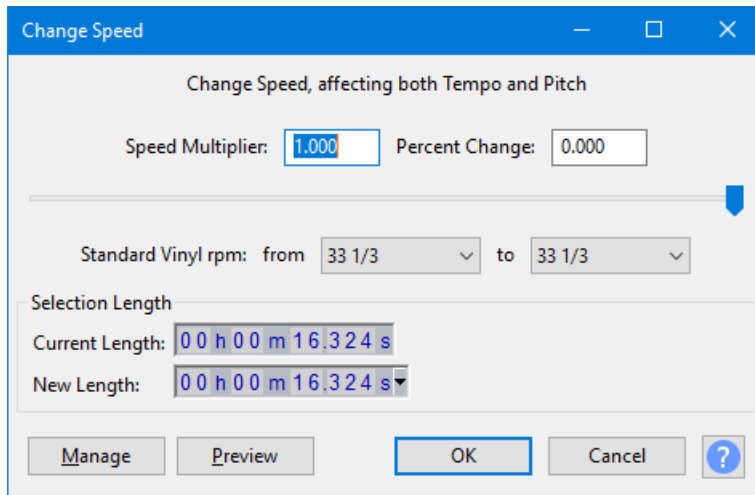 Change Speed
Change Speed, affecting both Tempo and Pitch
Speed Multiplier: 1.000 Percent Change: 0.000
Standard Vinyl rpm: from 33 1/3 to 33 1/3
Selection Length
Current Length: 00h00m16.324s
New Length: 00h00m16.324s
Manage Preview OK Cancel ?